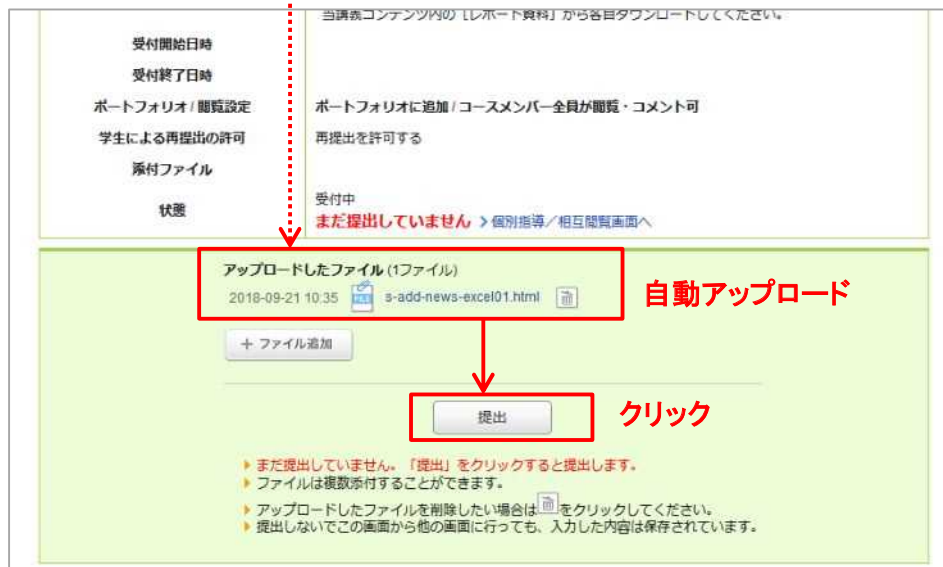 当講義コンテンツ内の［レポート資料］から各自ダウンロードしてください。
受付開始日時
受付終了日時
ポートフォリオ / 閲覧設定 ポートフォリオに追加 / コースメンバー全員が閲覧・コメント可
学生による再提出の許可 再提出を許可する
添付ファイル
状態 受付中
まだ提出していません > 個別指導／相互閲覧画面へ
アップロードしたファイル (1ファイル)
2018-09-21 10:35 FILE s-add-news-excel01.html
自動アップロード
+ ファイル追加
提出
クリック
まだ提出していません。「提出」をクリックすると提出します。
ファイルは複数添付することができます。
アップロードしたファイルを削除したい場合は をクリックしてください。
提出しないでこの画面から他の画面に行っても、入力した内容は保存されています。